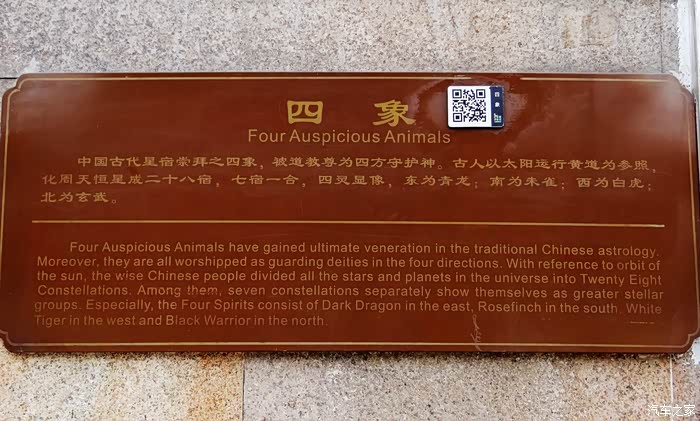 四象
四象
Four Auspicious Animals
中国古代星宿崇拜之四象，被道教尊为四方守护神。古人以太阳运行黄道为参照，
化周天恒星成二十八宿，七宿一合，四灵显像，东为青龙；南为朱雀；西为白虎；
北为玄武。
Four Auspicious Animals have gained ultimate veneration in the traditional Chinese astrology.
Moreover, they are all worshipped as guarding deities in the four directions. With reference to orbit of
the sun, the wise Chinese people divided all the stars and planets in the universe into Twenty Eight
Constellations. Among them, seven constellations separately show themselves as greater stellar
groups. Especially, the Four Spirits consist of Dark Dragon in the east, Rosefinch in the south, White
Tiger in the west and Black Warrior in the north.
汽车之家